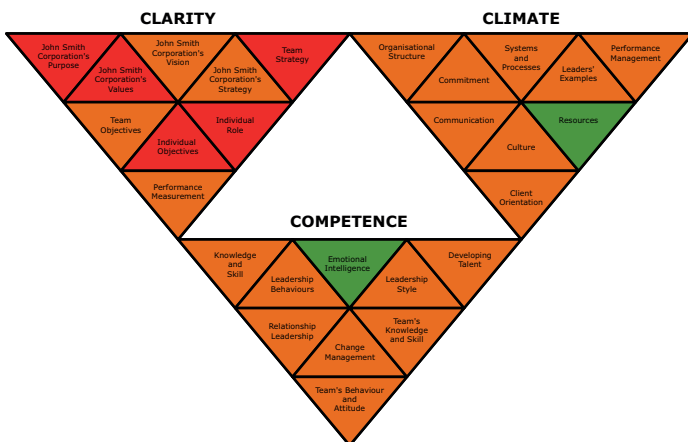 CLARITY
John Smith
Corporation's
Purpose
John Smith
Corporation's
Values
John Smith
Corporation's
Vision
John Smith
Corporation's
Strategy
Team
Strategy
Team
Objectives
Individual
Objectives
Individual
Role
Performance
Measurement
CLIMATE
Organisational
Structure
Commitment
Systems
and
Processes
Leaders'
Examples
Performance
Management
Communication
Culture
Resources
Client
Orientation
COMPETENCE
Knowledge
and
Skill
Leadership
Behaviours
Emotional
Intelligence
Leadership
Style
Developing
Talent
Relationship
Leadership
Change
Management
Team's
Knowledge
and Skill
Team's Behaviour
and
Attitude